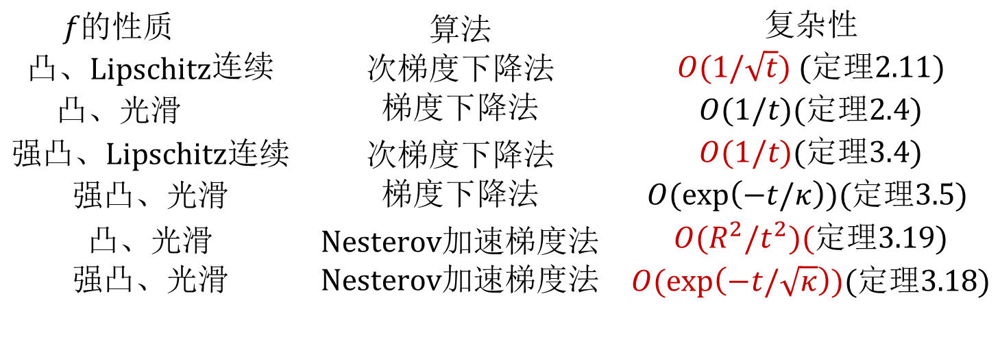 f的性质 算法 复杂性
凸、Lipschitz连续 次梯度下降法 O(1/√t) (定理2.11)
凸、光滑 梯度下降法 O(1/t)(定理2.4)
强凸、Lipschitz连续 次梯度下降法 O(1/t)(定理3.4)
强凸、光滑 梯度下降法 O(exp(−t/κ))(定理3.5)
凸、光滑 Nesterov加速梯度法 O(R²/t²)(定理3.19)
强凸、光滑 Nesterov加速梯度法 O(exp(−t/√κ))(定理3.18)